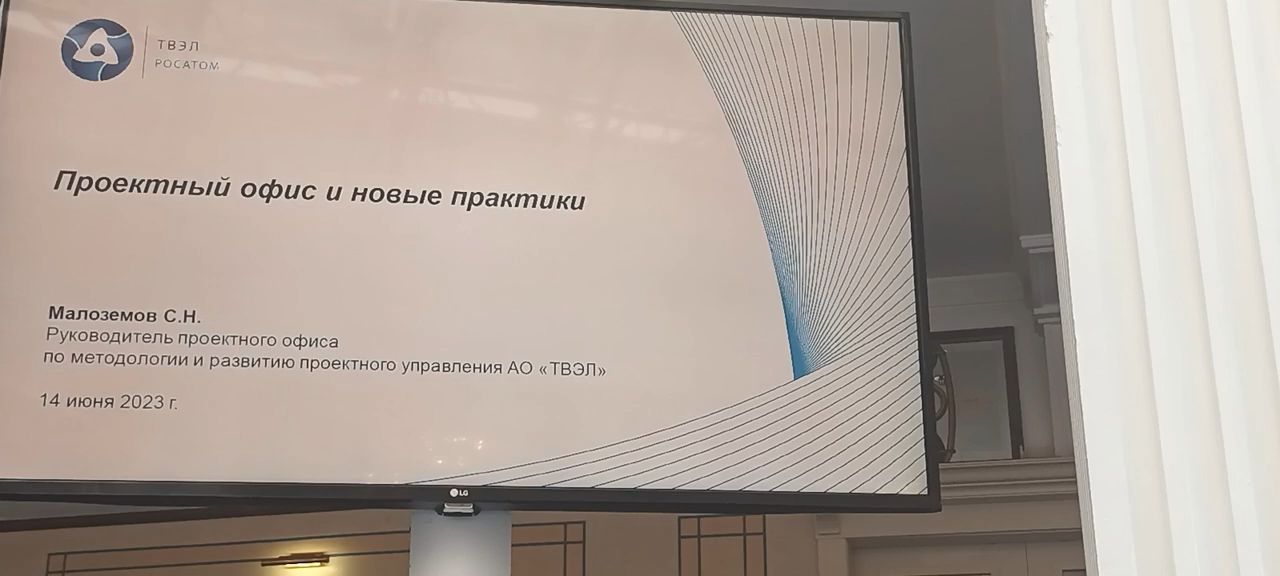 ТВЭЛ
РОСАТОМ
Проектный офис и новые практики
Малоземов С.Н.
Руководитель проектного офиса
по методологии и развитию проектного управления АО «ТВЭЛ»
14 июня 2023 г.
LG